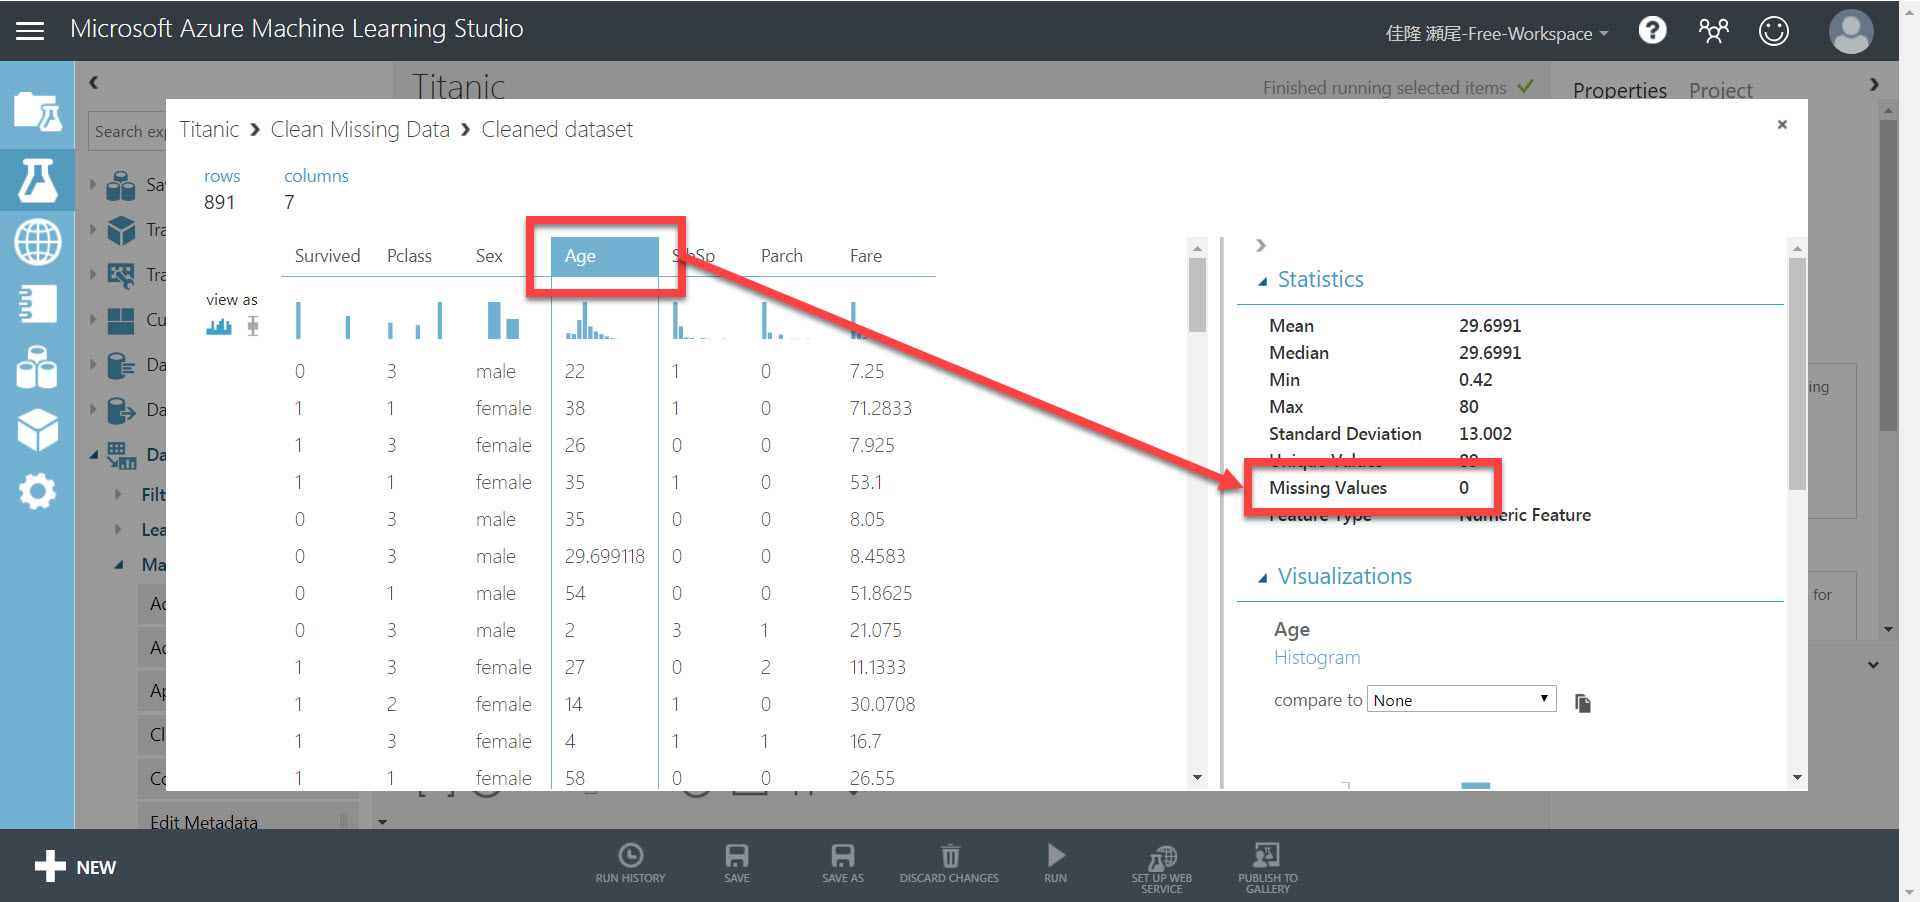 Microsoft Azure Machine Learning Studio
佳隆 瀬尾-Free-Workspace
Titanic
Finished running selected items
Properties Project
Search exp
Titanic > Clean Missing Data > Cleaned dataset
rows columns
891 7
Survived Pclass Sex Age SibSp Parch Fare
view as
0 3 male 22 1 0 7.25
1 1 female 38 1 0 71.2833
1 3 female 26 0 0 7.925
1 1 female 35 1 0 53.1
0 3 male 35 0 0 8.05
0 3 male 29.699118 0 0 8.4583
0 1 male 54 0 0 51.8625
0 3 male 2 3 1 21.075
1 3 female 27 0 2 11.1333
1 2 female 14 1 0 30.0708
1 3 female 4 1 1 16.7
1 1 female 58 0 0 26.55
Statistics
Mean 29.6991
Median 29.6991
Min 0.42
Max 80
Standard Deviation 13.002
Unique Values 89
Missing Values 0
Feature Type Numeric Feature
Visualizations
Age
Histogram
compare to None
Sa
Tra
Tra
Cu
Da
Da
Da
Filt
Lea
Ma
Ad
Ad
Ap
Cl
Co
Edit Metadata
ing
for
NEW
RUN HISTORY
SAVE
SAVE AS
DISCARD CHANGES
RUN
SET UP WEB
SERVICE
PUBLISH TO
GALLERY